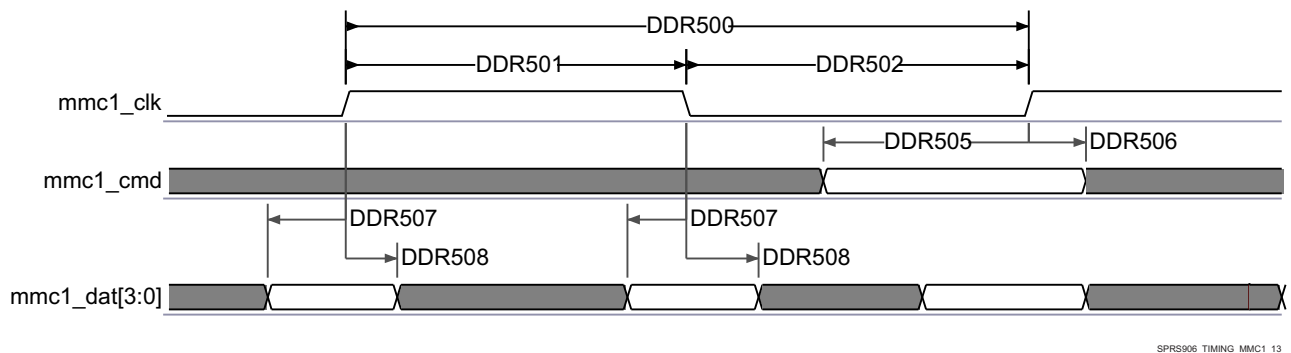 DDR500
DDR501 DDR502
mmc1_clk
DDR505 DDR506
mmc1_cmd
DDR507 DDR507
DDR508 DDR508
mmc1_dat[3:0]
SPRS906_TIMING_MMC1_13